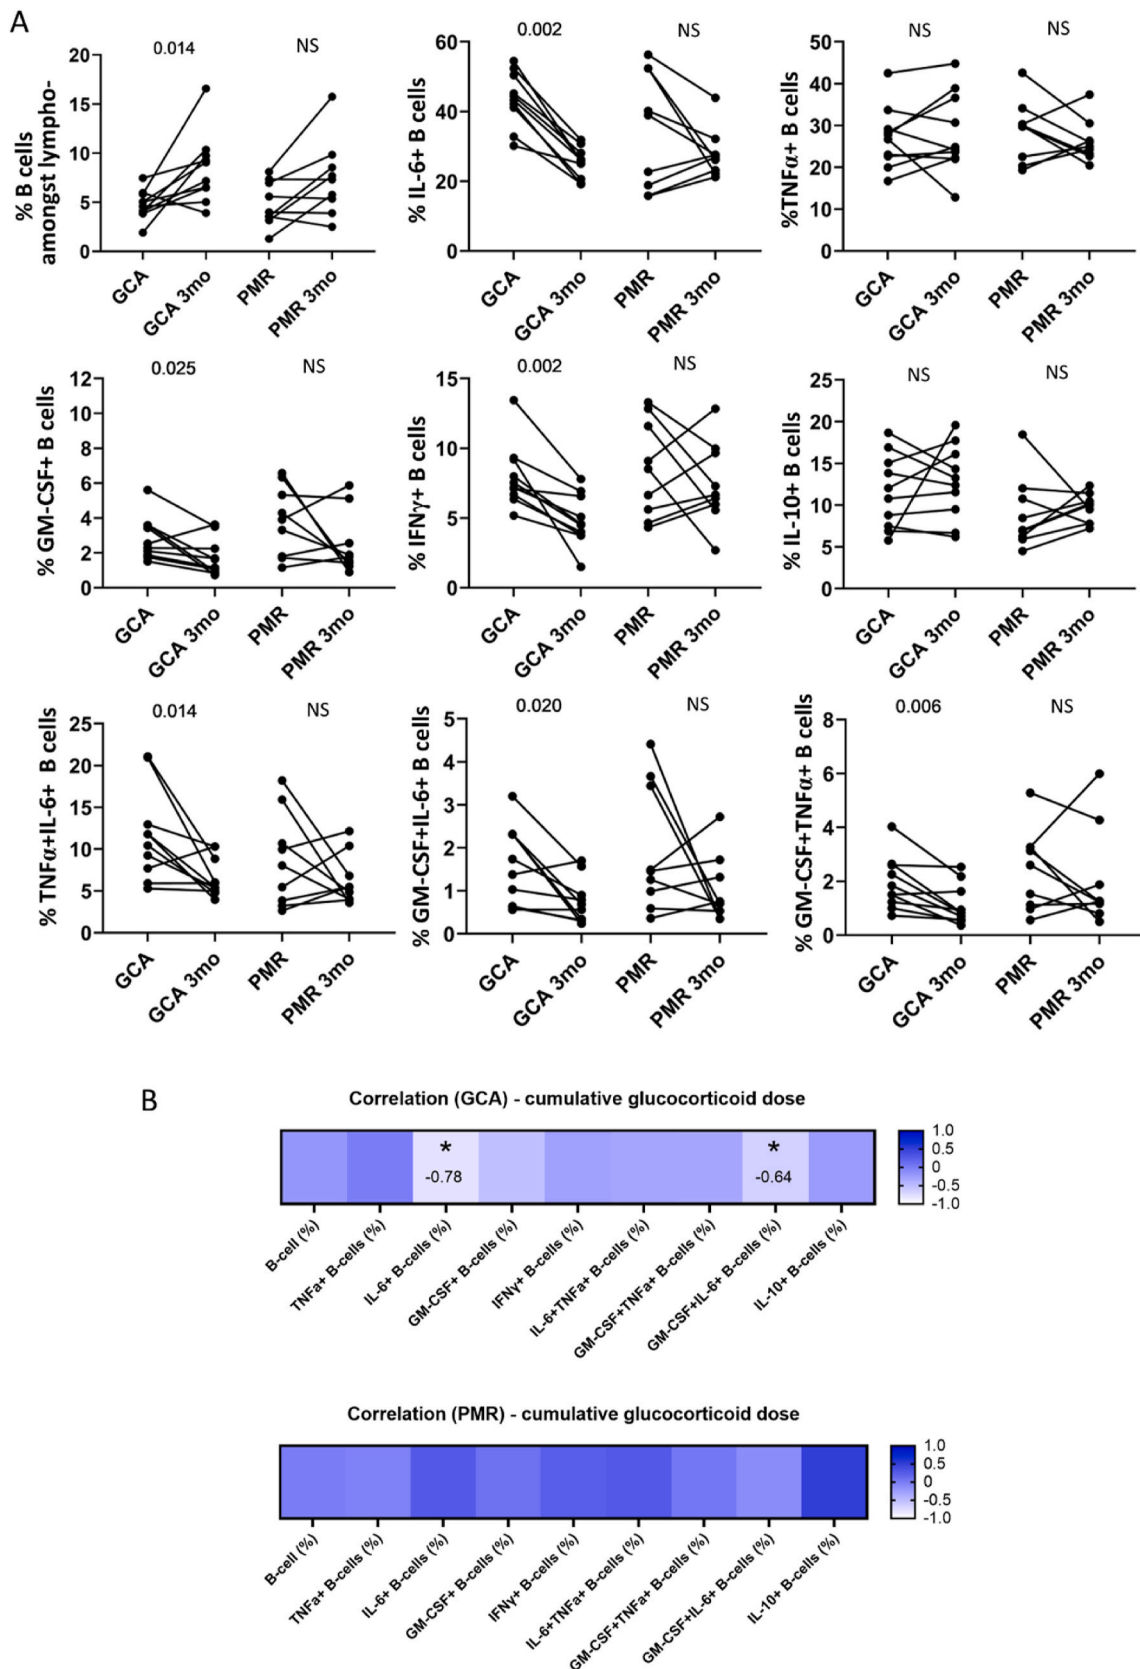 A
% B cells
amongst lympho-
20
15
10
5
0
0.014
NS
GCA
GCA 3mo
PMR
PMR 3mo
% IL-6+ B cells
60
40
20
0
0.002
NS
GCA
GCA 3mo
PMR
PMR 3mo
%TNFα+ B cells
50
40
30
20
10
0
NS
NS
GCA
GCA 3mo
PMR
PMR 3mo
% GM-CSF+ B cells
12
10
8
6
4
2
0
0.025
NS
GCA
GCA 3mo
PMR
PMR 3mo
% IFNγ+ B cells
15
10
5
0
0.002
NS
GCA
GCA 3mo
PMR
PMR 3mo
% IL-10+ B cells
25
20
15
10
5
0
NS
NS
GCA
GCA 3mo
PMR
PMR 3mo
% TNFα+IL-6+ B cells
25
20
15
10
5
0
0.014
NS
GCA
GCA 3mo
PMR
PMR 3mo
% GM-CSF+IL-6+ B cells
5
4
3
2
1
0
0.020
NS
GCA
GCA 3mo
PMR
PMR 3mo
% GM-CSF+TNFα+ B cells
8
6
4
2
0
0.006
NS
GCA
GCA 3mo
PMR
PMR 3mo
B
Correlation (GCA) - cumulative glucocorticoid dose
*
-0.78
*
-0.64
1.0
0.5
0
-0.5
-1.0
B-cell (%)
TNFa+ B-cells (%)
IL-6+ B-cells (%)
GM-CSF+ B-cells (%)
IFNγ+ B-cells (%)
IL-6+TNFa+ B-cells (%)
GM-CSF+TNFa+ B-cells (%)
GM-CSF+IL-6+ B-cells (%)
IL-10+ B-cells (%)
Correlation (PMR) - cumulative glucocorticoid dose
1.0
0.5
0
-0.5
-1.0
B-cell (%)
TNFa+ B-cells (%)
IL-6+ B-cells (%)
GM-CSF+ B-cells (%)
IFNγ+ B-cells (%)
IL-6+TNFa+ B-cells (%)
GM-CSF+TNFa+ B-cells (%)
GM-CSF+IL-6+ B-cells (%)
IL-10+ B-cells (%)